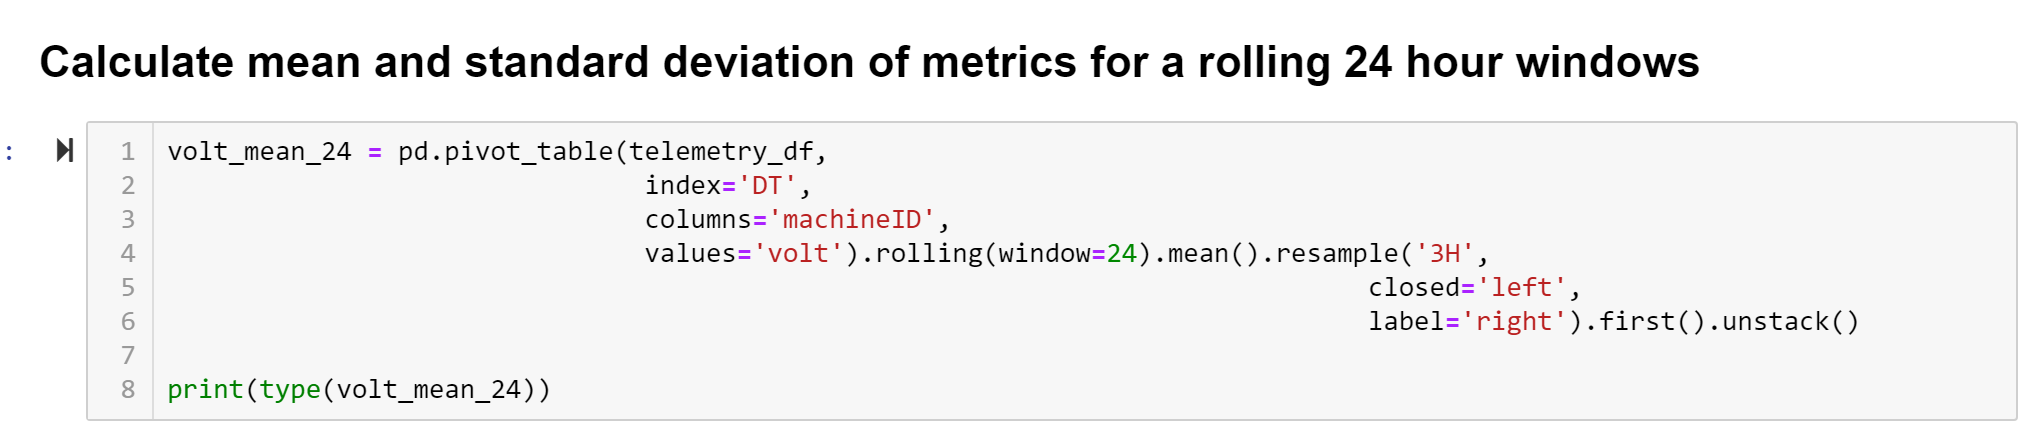 Calculate mean and standard deviation of metrics for a rolling 24 hour windows
:
1 volt_mean_24 = pd.pivot_table(telemetry_df,
2 index='DT',
3 columns='machineID',
4 values='volt').rolling(window=24).mean().resample('3H',
5 closed='left',
6 label='right').first().unstack()
7
8 print(type(volt_mean_24))